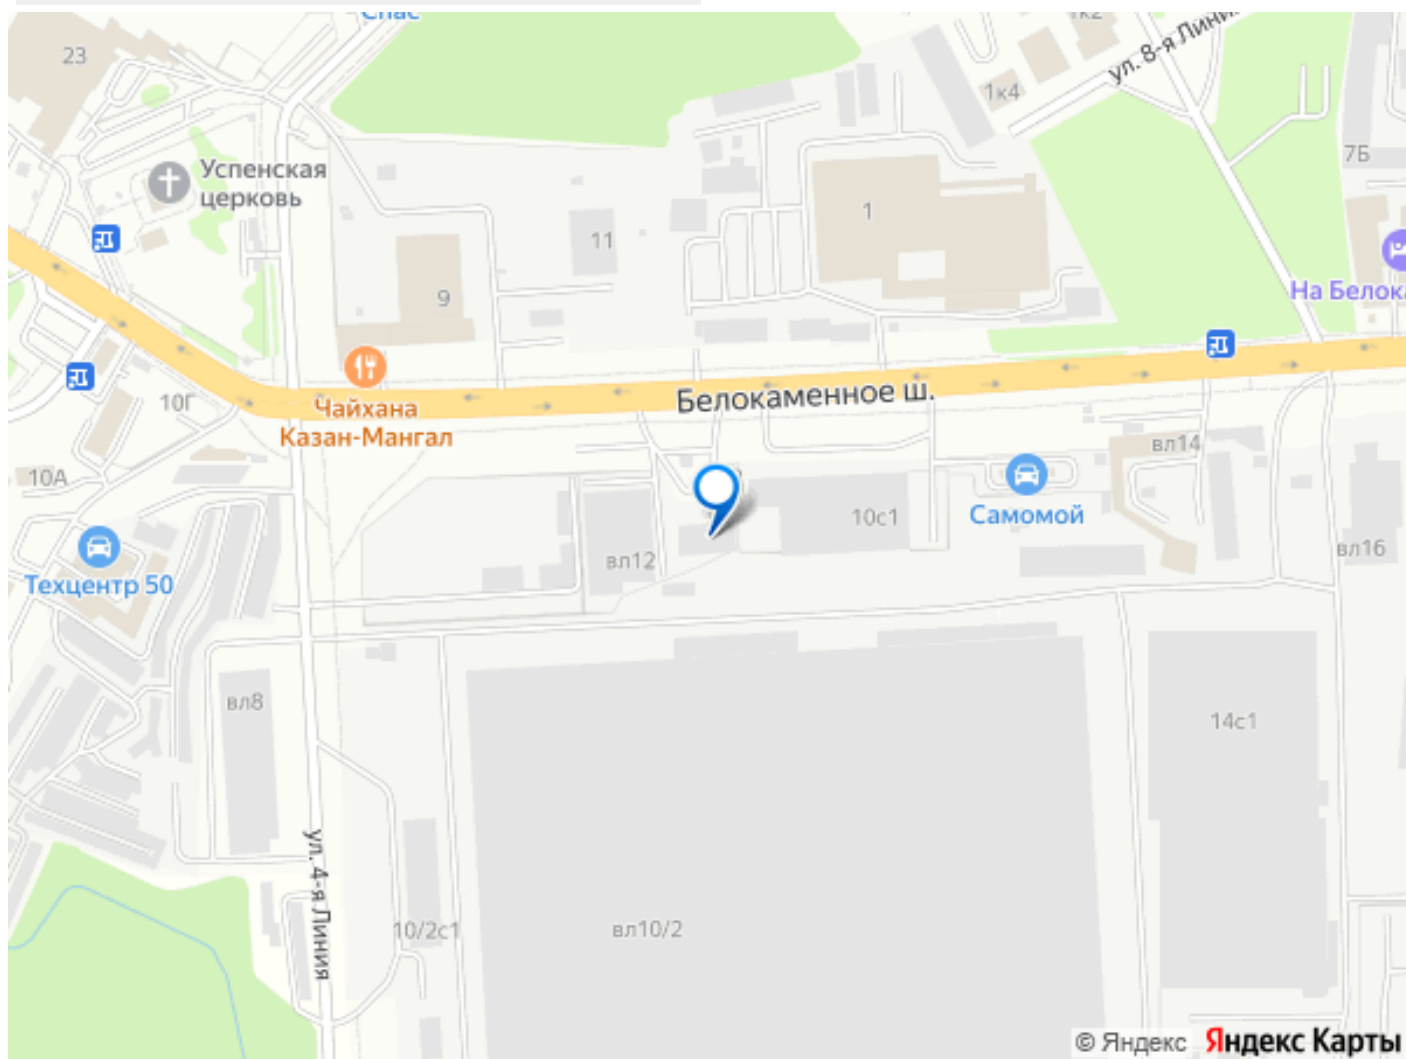 Спас
1к2
23
ул. 8-я Лини
1к4
7Б
Успенская
церковь
1
11
9
На Белок
Белокаменное ш.
10Г
Чайхана
Казан-Мангал
вл14
10А
Самомой
10с1
вл16
вл12
Техцентр 50
вл8
14с1
ул. 4-я Линия
10/2с1
вл10/2
© Яндекс Яндекс Карты